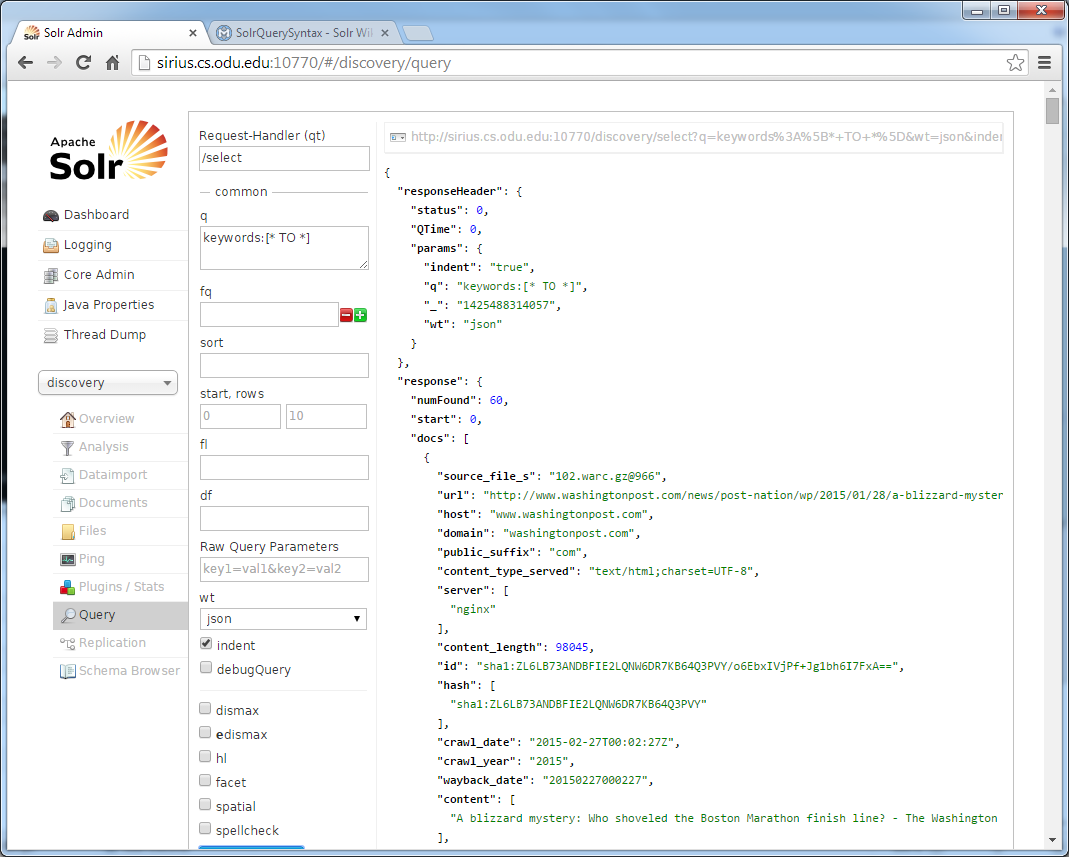 Solr Admin
SolrQuerySyntax - Solr Wil
sirius.cs.odu.edu:10770/#/discovery/query
Apache
Solr
Dashboard
Logging
Core Admin
Java Properties
Thread Dump
discovery
Overview
Analysis
Dataimport
Documents
Files
Ping
Plugins / Stats
Query
Replication
Schema Browser
Request-Handler (qt)
/select
common
q
keywords:[* TO *]
fq
sort
start, rows
0 10
fl
df
Raw Query Parameters
key1=val1&key2=val2
wt
json
indent
debugQuery
dismax
edismax
hl
facet
spatial
spellcheck
http://sirius.cs.odu.edu:10770/discovery/select?q=keywords%3A%5B*+TO+*%5D&wt=json&inden
{
"responseHeader": {
"status": 0,
"QTime": 0,
"params": {
"indent": "true",
"q": "keywords:[* TO *]",
"_": "1425488314057",
"wt": "json"
}
},
"response": {
"numFound": 60,
"start": 0,
"docs": [
{
"source_file_s": "102.warc.gz@966",
"url": "http://www.washingtonpost.com/news/post-nation/wp/2015/01/28/a-blizzard-myster
"host": "www.washingtonpost.com",
"domain": "washingtonpost.com",
"public_suffix": "com",
"content_type_served": "text/html;charset=UTF-8",
"server": [
"nginx"
],
"content_length": 98045,
"id": "sha1:ZL6LB73ANDBFIE2LQNW6DR7KB64Q3PVY/o6EbxIVjPf+Jg1bh6I7FxA==",
"hash": [
"sha1:ZL6LB73ANDBFIE2LQNW6DR7KB64Q3PVY"
],
"crawl_date": "2015-02-27T00:02:27Z",
"crawl_year": "2015",
"wayback_date": "20150227000227",
"content": [
"A blizzard mystery: Who shoveled the Boston Marathon finish line? - The Washington
],